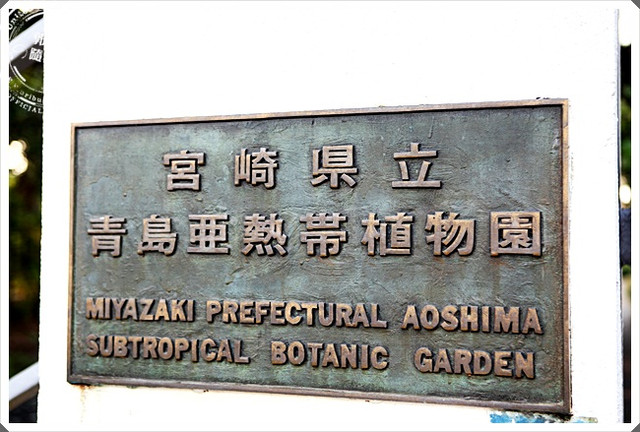 宮崎県立
青島亜熱帯植物園
MIYAZAKI PREFECTURAL AOSHIMA
SUBTROPICAL BOTANIC GARDEN